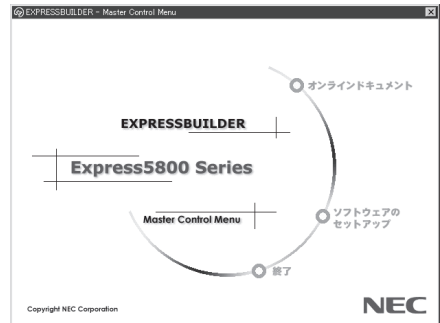 EXPRESSBUILDER - Master Control Menu
オンラインドキュメント
EXPRESSBUILDER
Express5800 Series
Master Control Menu
ソフトウェアの
セットアップ
終了
Copyright NEC Corporation
NEC